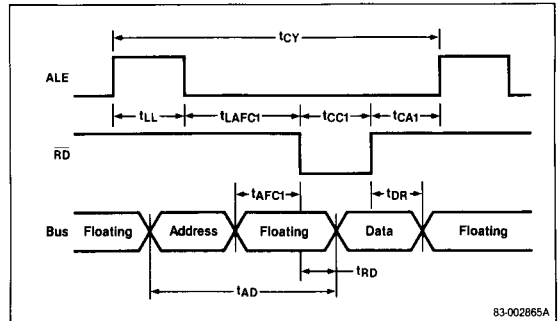 tCY
ALE
tLL tLAFC1 tCC1 tCA1
RD
tAFC1 tDR
Bus Floating Address Floating Data Floating
tRD
tAD
83-002865A